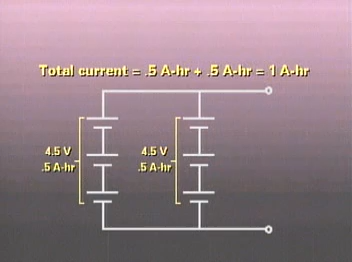 Total current = .5 A-hr + .5 A-hr = 1 A-hr
4.5 V
.5 A-hr
4.5 V
.5 A-hr